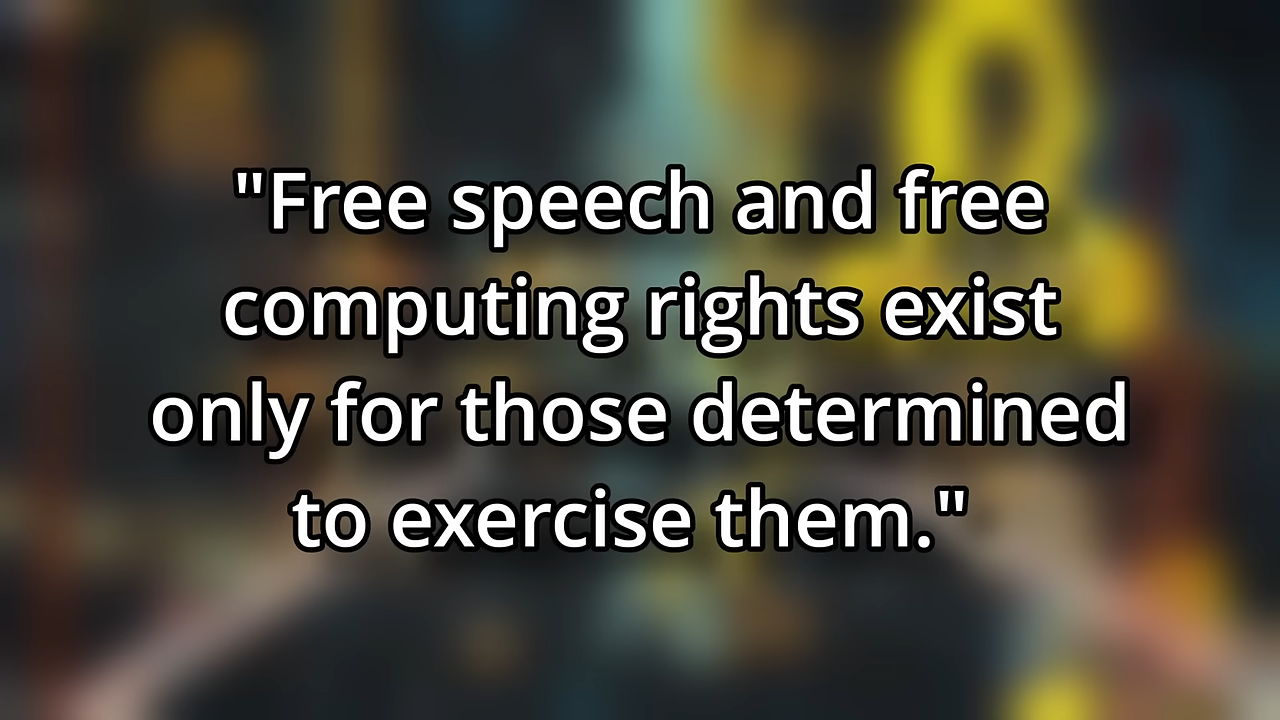 "Free speech and free
computing rights exist
only for those determined
to exercise them."